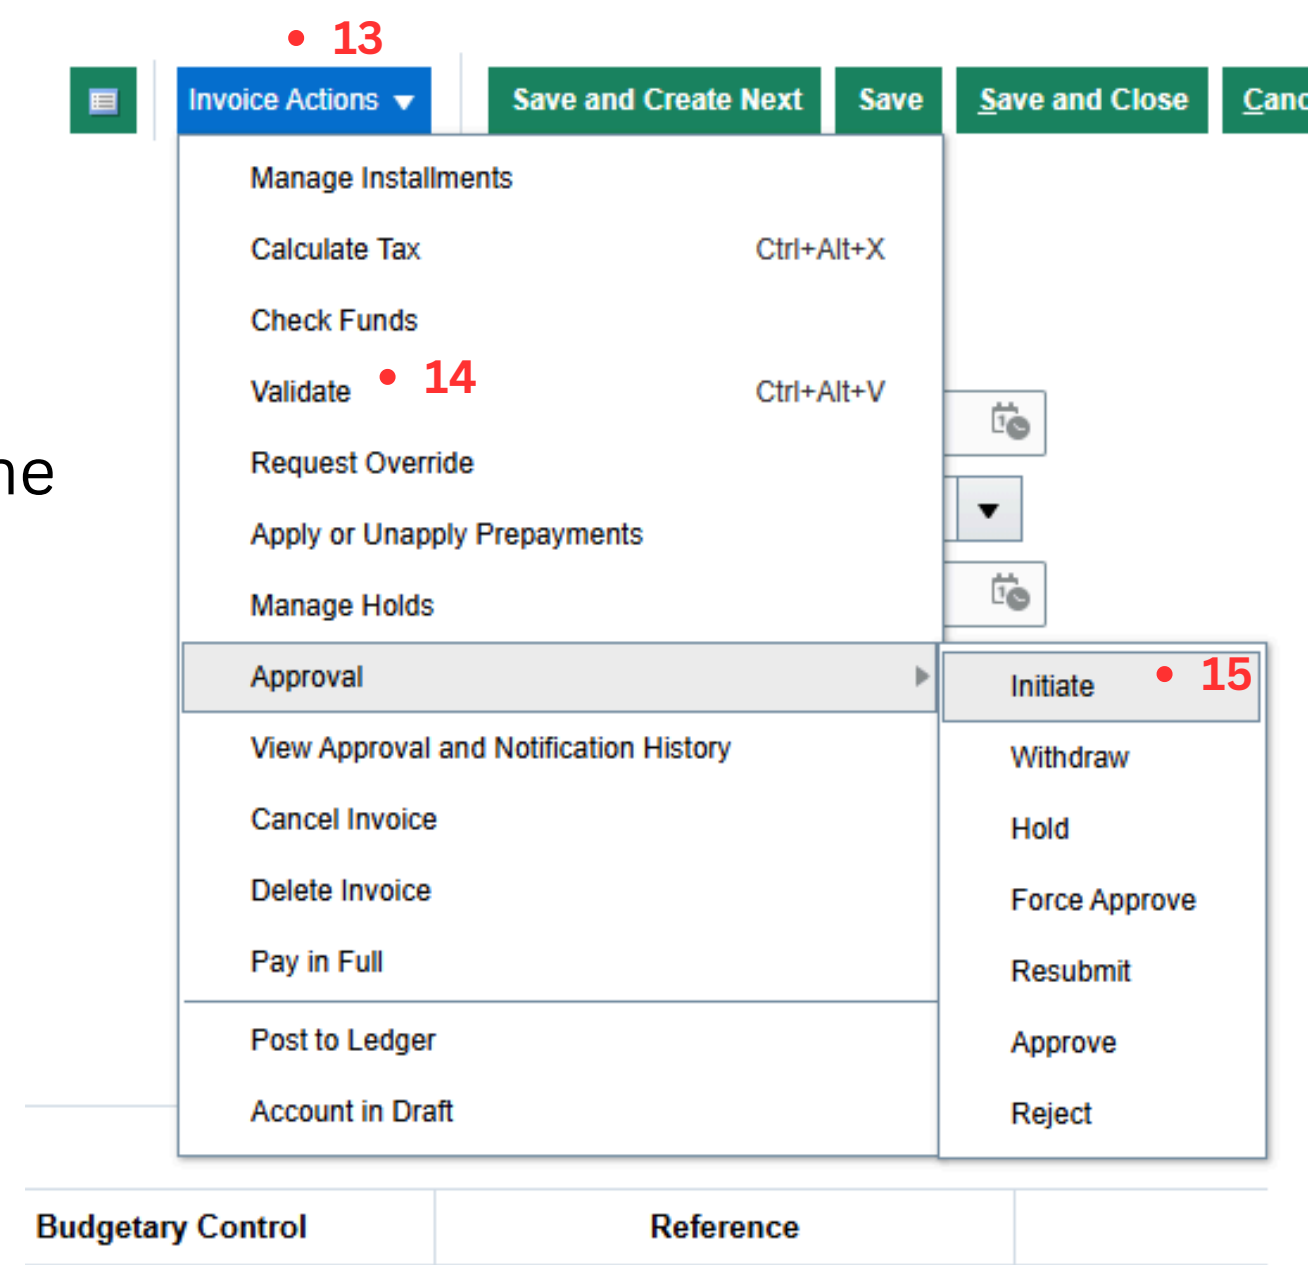 • 13
Invoice Actions ▼ Save and Create Next Save Save and Close Canc
Manage Installments
Calculate Tax Ctrl+Alt+X
Check Funds
Validate • 14 Ctrl+Alt+V
ne
Request Override
Apply or Unapply Prepayments
Manage Holds
Approval
Initiate • 15
Withdraw
Hold
Force Approve
Resubmit
Approve
Reject
View Approval and Notification History
Cancel Invoice
Delete Invoice
Pay in Full
Post to Ledger
Account in Draft
Budgetary Control Reference